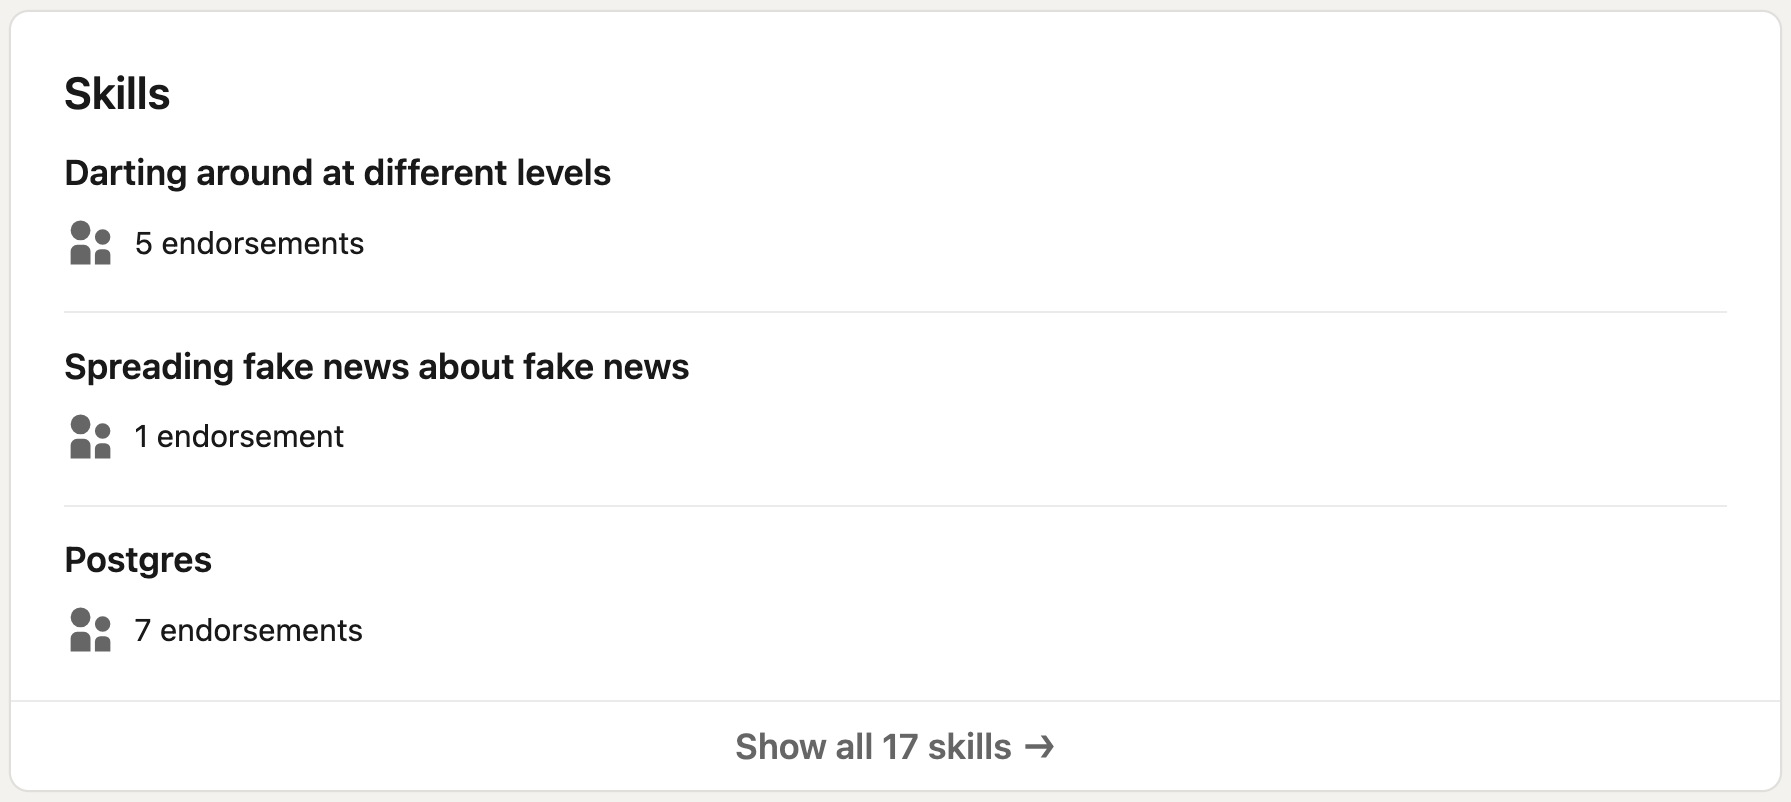 Skills
Darting around at different levels
5 endorsements
Spreading fake news about fake news
1 endorsement
Postgres
7 endorsements
Show all 17 skills →